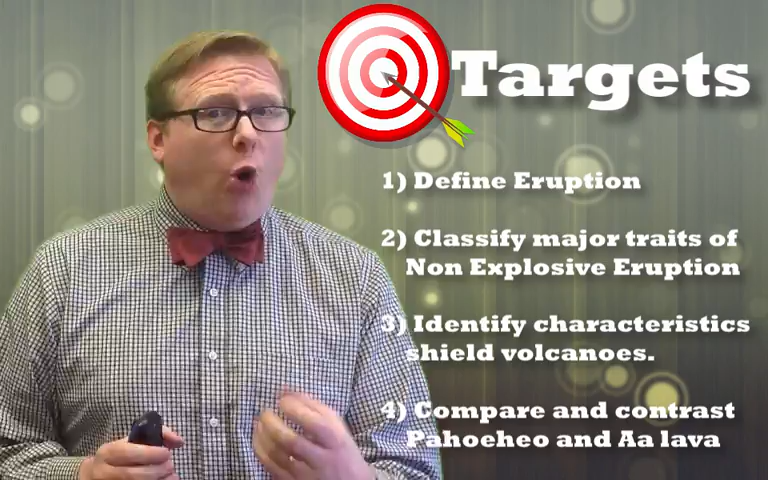 Targets
1) Define Eruption
2) Classify major traits of
Non Explosive Eruption
3) Identify characteristics
shield volcanoes.
4) Compare and contrast
Pahoeheo and Aa lava